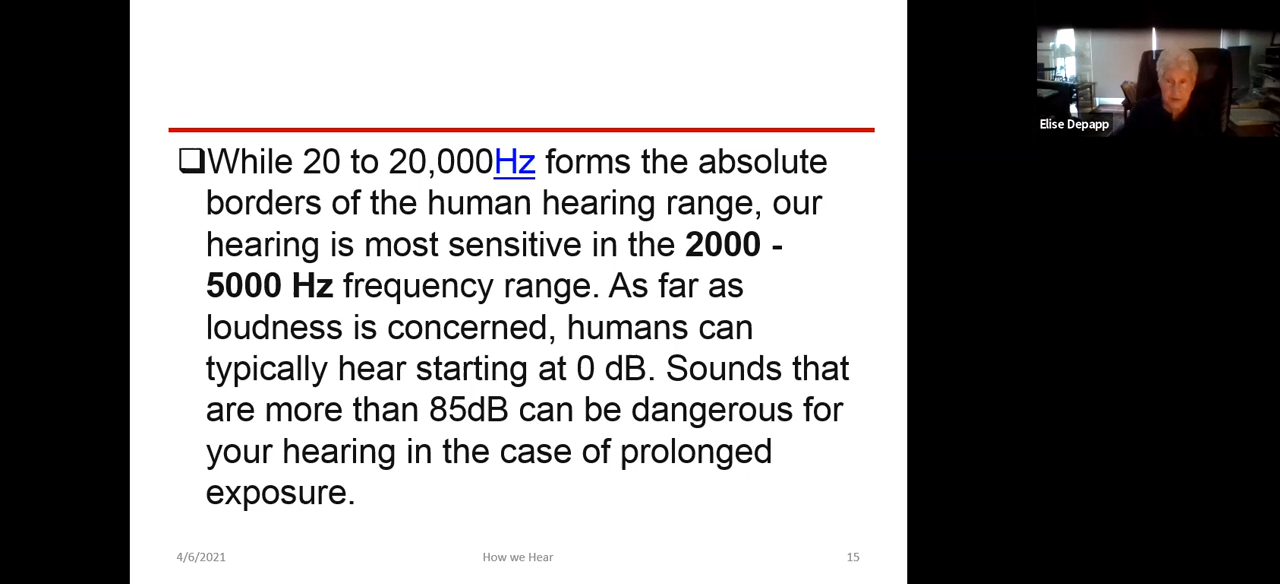 ❑While 20 to 20,000Hz forms the absolute
borders of the human hearing range, our
hearing is most sensitive in the 2000 -
5000 Hz frequency range. As far as
loudness is concerned, humans can
typically hear starting at 0 dB. Sounds that
are more than 85dB can be dangerous for
your hearing in the case of prolonged
exposure.
4/6/2021 How we Hear 15
Elise Depapp